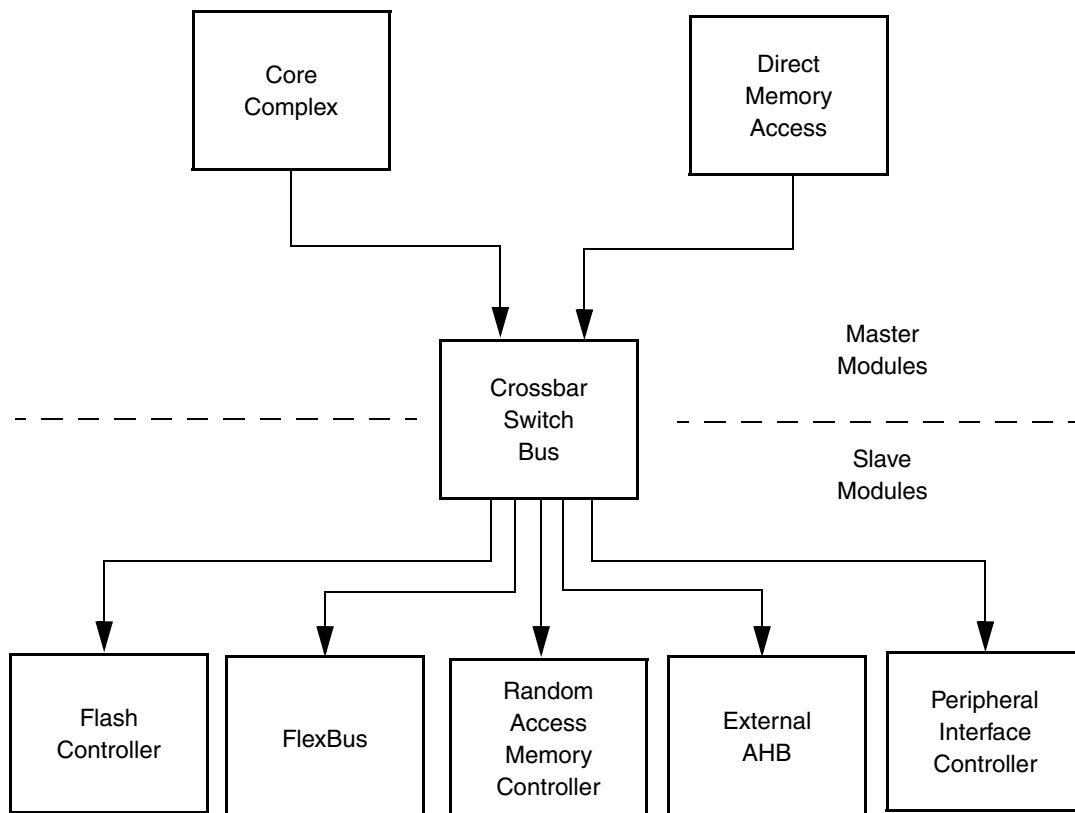 Core
Complex
Direct
Memory
Access
Master
Modules
Crossbar
Switch
Bus
Slave
Modules
Flash
Controller
FlexBus
Random
Access
Memory
Controller
External
AHB
Peripheral
Interface
Controller